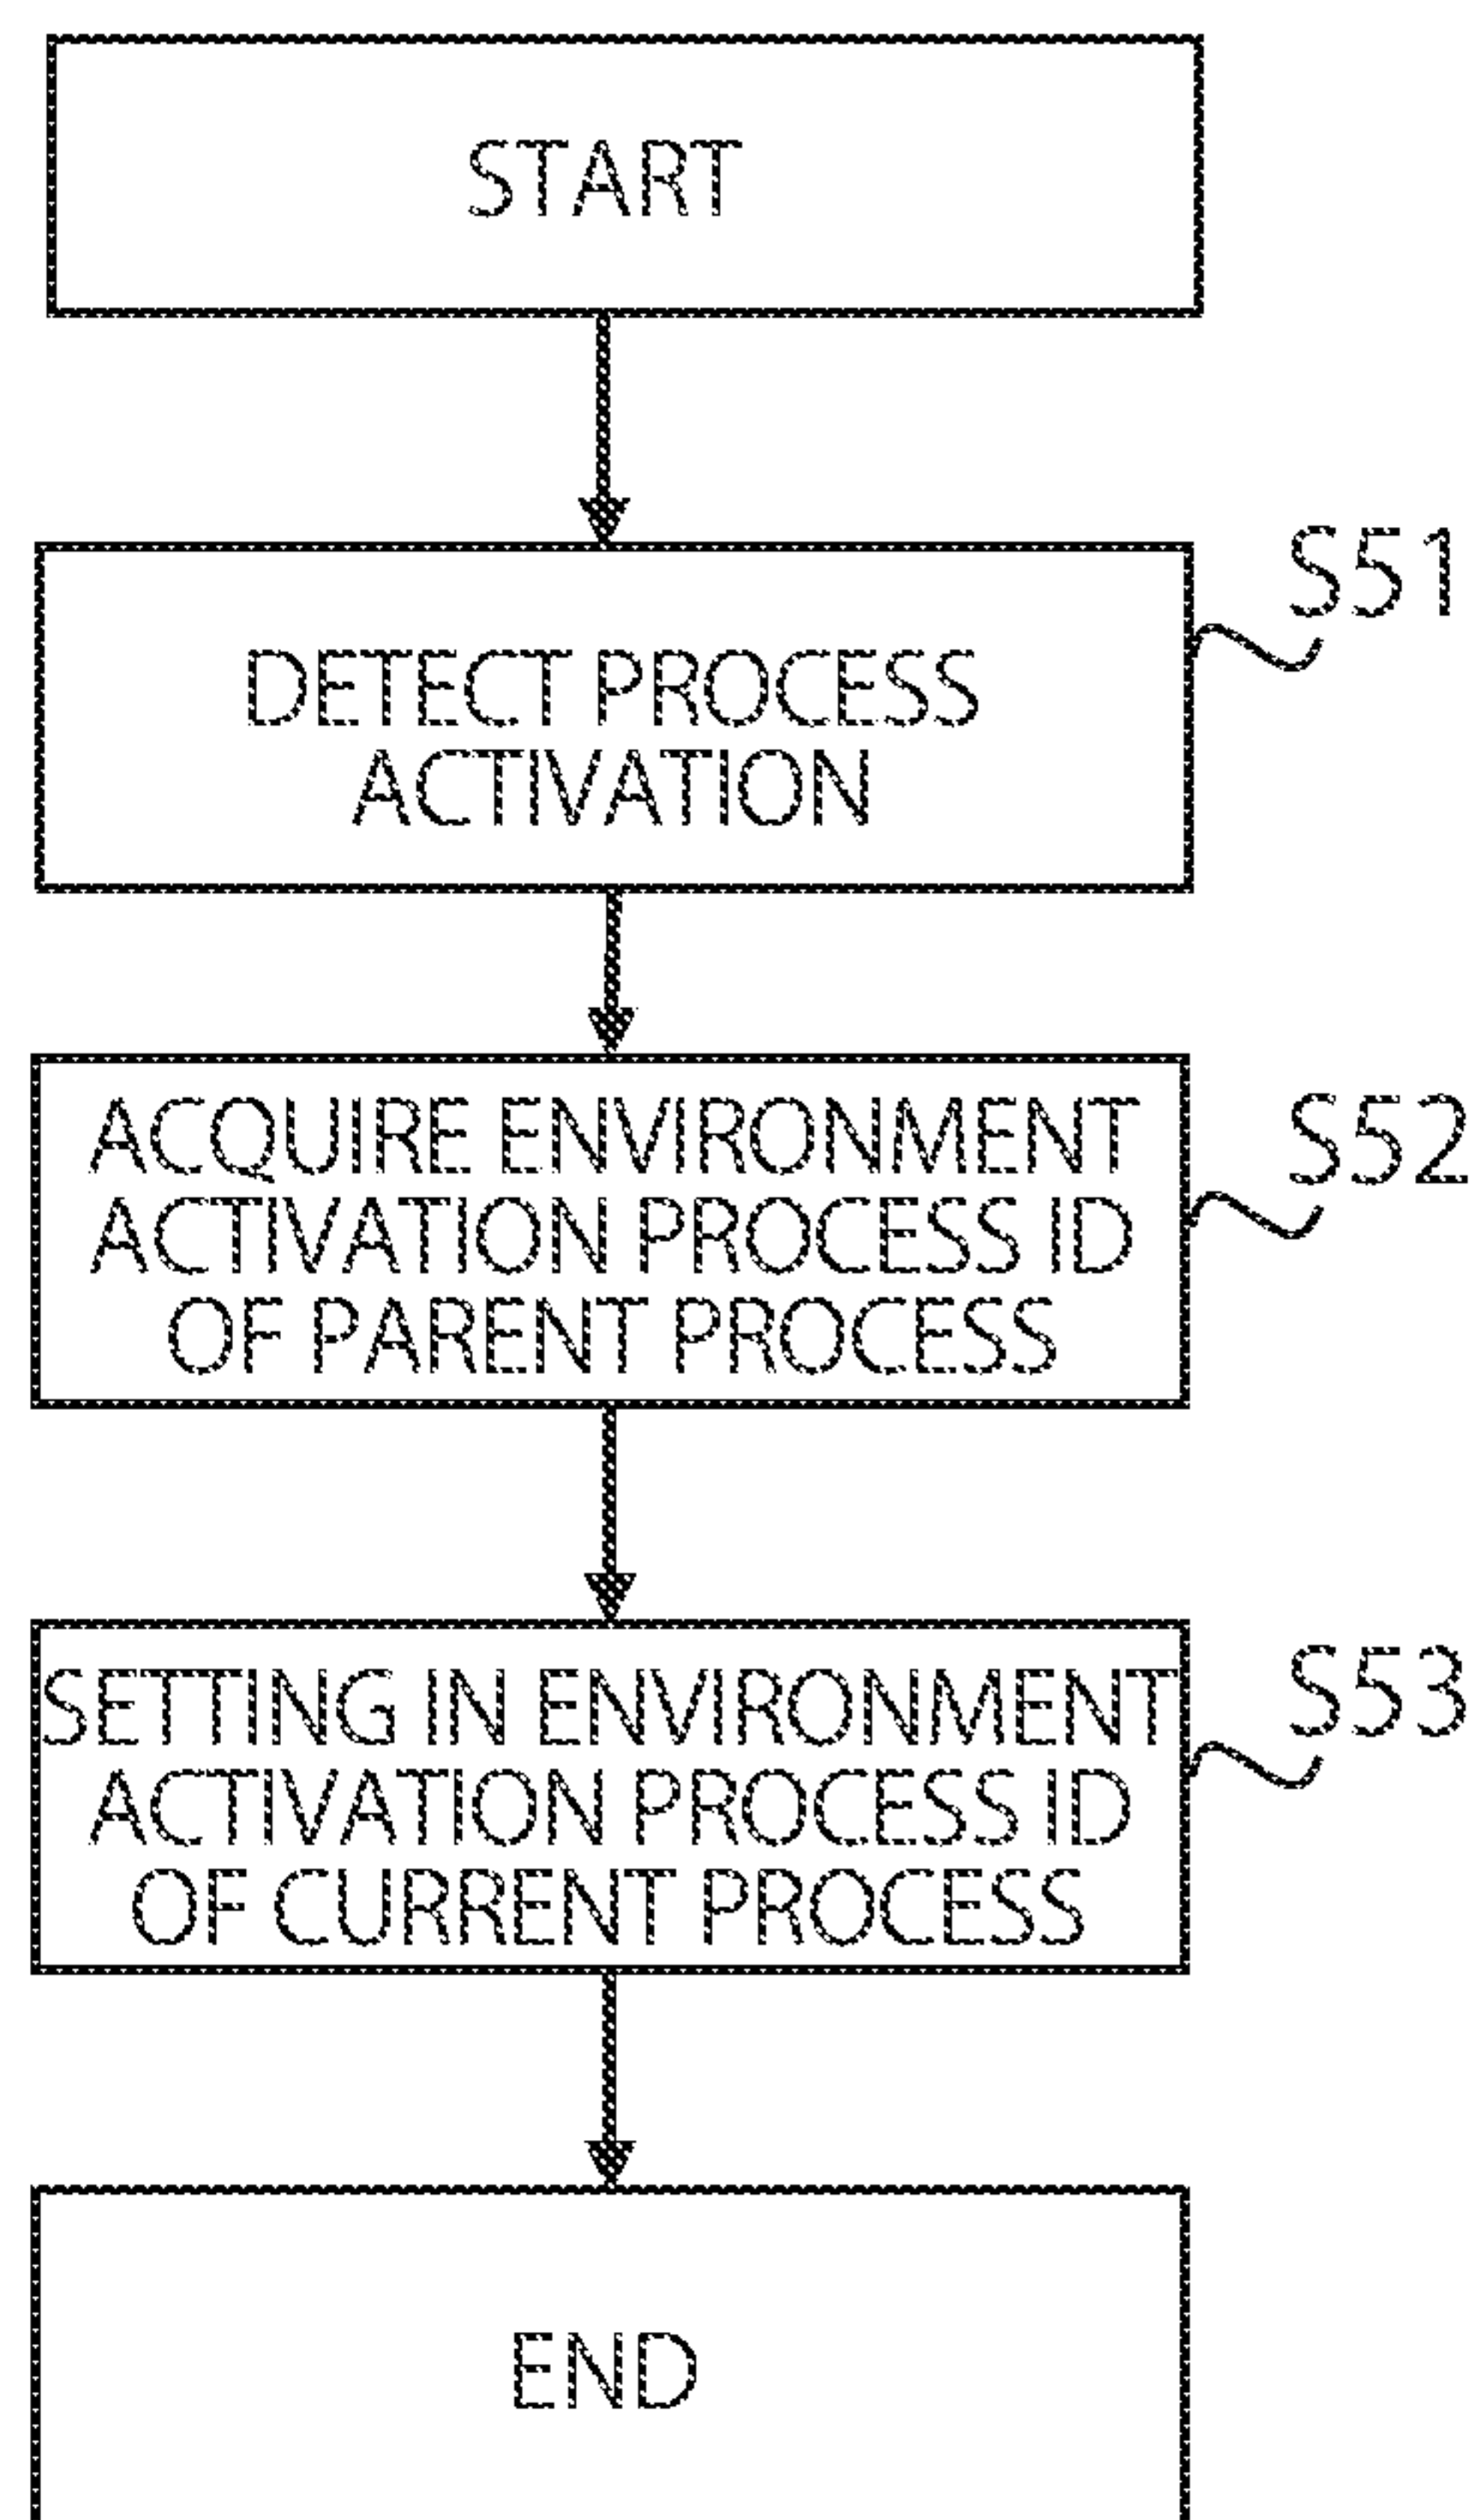 START
S51
DETECT PROCESS
ACTIVATION
S52
ACQUIRE ENVIRONMENT
ACTIVATION PROCESS ID
OF PARENT PROCESS
S53
SETTING IN ENVIRONMENT
ACTIVATION PROCESS ID
OF CURRENT PROCESS
END